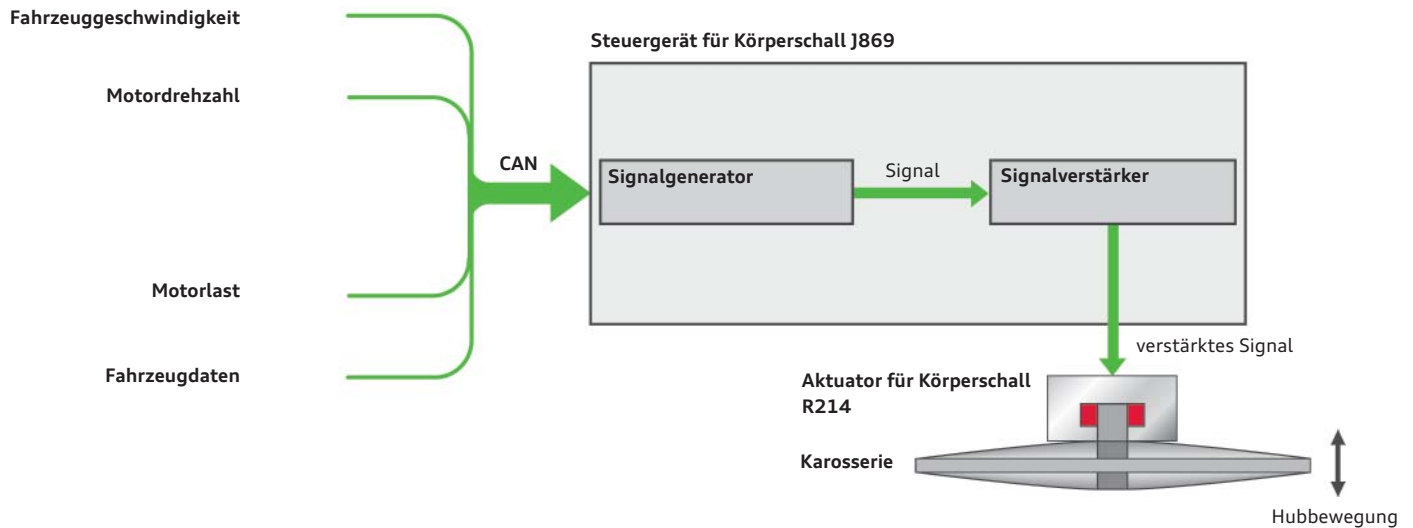 Fahrzeuggeschwindigkeit
Motordrehzahl
Motorlast
Fahrzeugdaten
CAN
Steuergerät für Körperschall J869
Signalgenerator
Signal
Signalverstärker
verstärktes Signal
Aktuator für Körperschall
R214
Karosserie
Hubbewegung